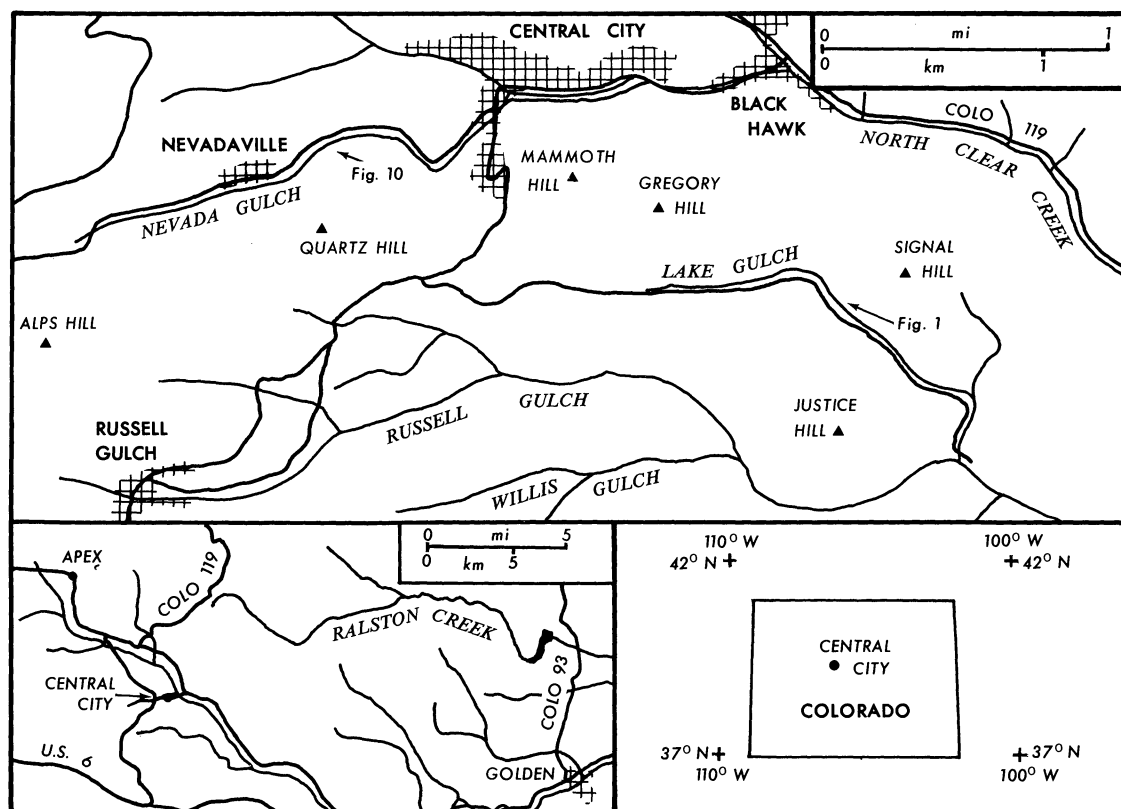 CENTRAL CITY
0 mi 1
0 km 1
BLACK
HAWK
COLO 119
NORTH CLEAR CREEK
NEVADAVILLE
Fig. 10
MAMMOTH
HILL
GREGORY
HILL
NEVADA GULCH
QUARTZ HILL
SIGNAL
HILL
LAKE GULCH
Fig. 1
ALPS HILL
RUSSELL
GULCH
RUSSELL GULCH
JUSTICE
HILL
WILLIS GULCH
APEX
COLO 119
0 mi 5
0 km 5
RALSTON CREEK
CENTRAL
CITY
COLO 93
U.S. 6
GOLDEN
110° W
42° N
100° W
42° N
CENTRAL
CITY
COLORADO
37° N
110° W
37° N
100° W